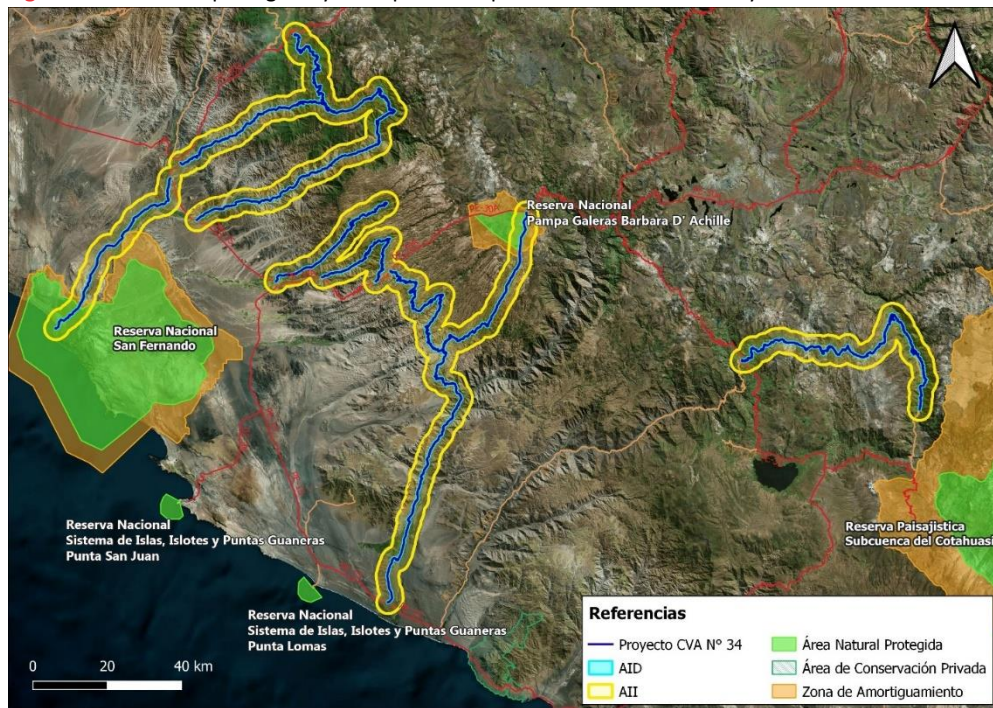 Reserva Nacional
Pampa Galeras Barbara D' Achille
Reserva Nacional
San Fernando
Reserva Nacional
Sistema de Islas, Islotes y Puntas Guaneras
Punta San Juan
Reserva Nacional
Sistema de Islas, Islotes y Puntas Guaneras
Punta Lomas
Reserva Paisajistica
Subcuenca del Cotahuasi
Referencias
Proyecto CVA N° 34
AID
AII
Área Natural Protegida
Área de Conservación Privada
Zona de Amortiguamiento
0 20 40 km